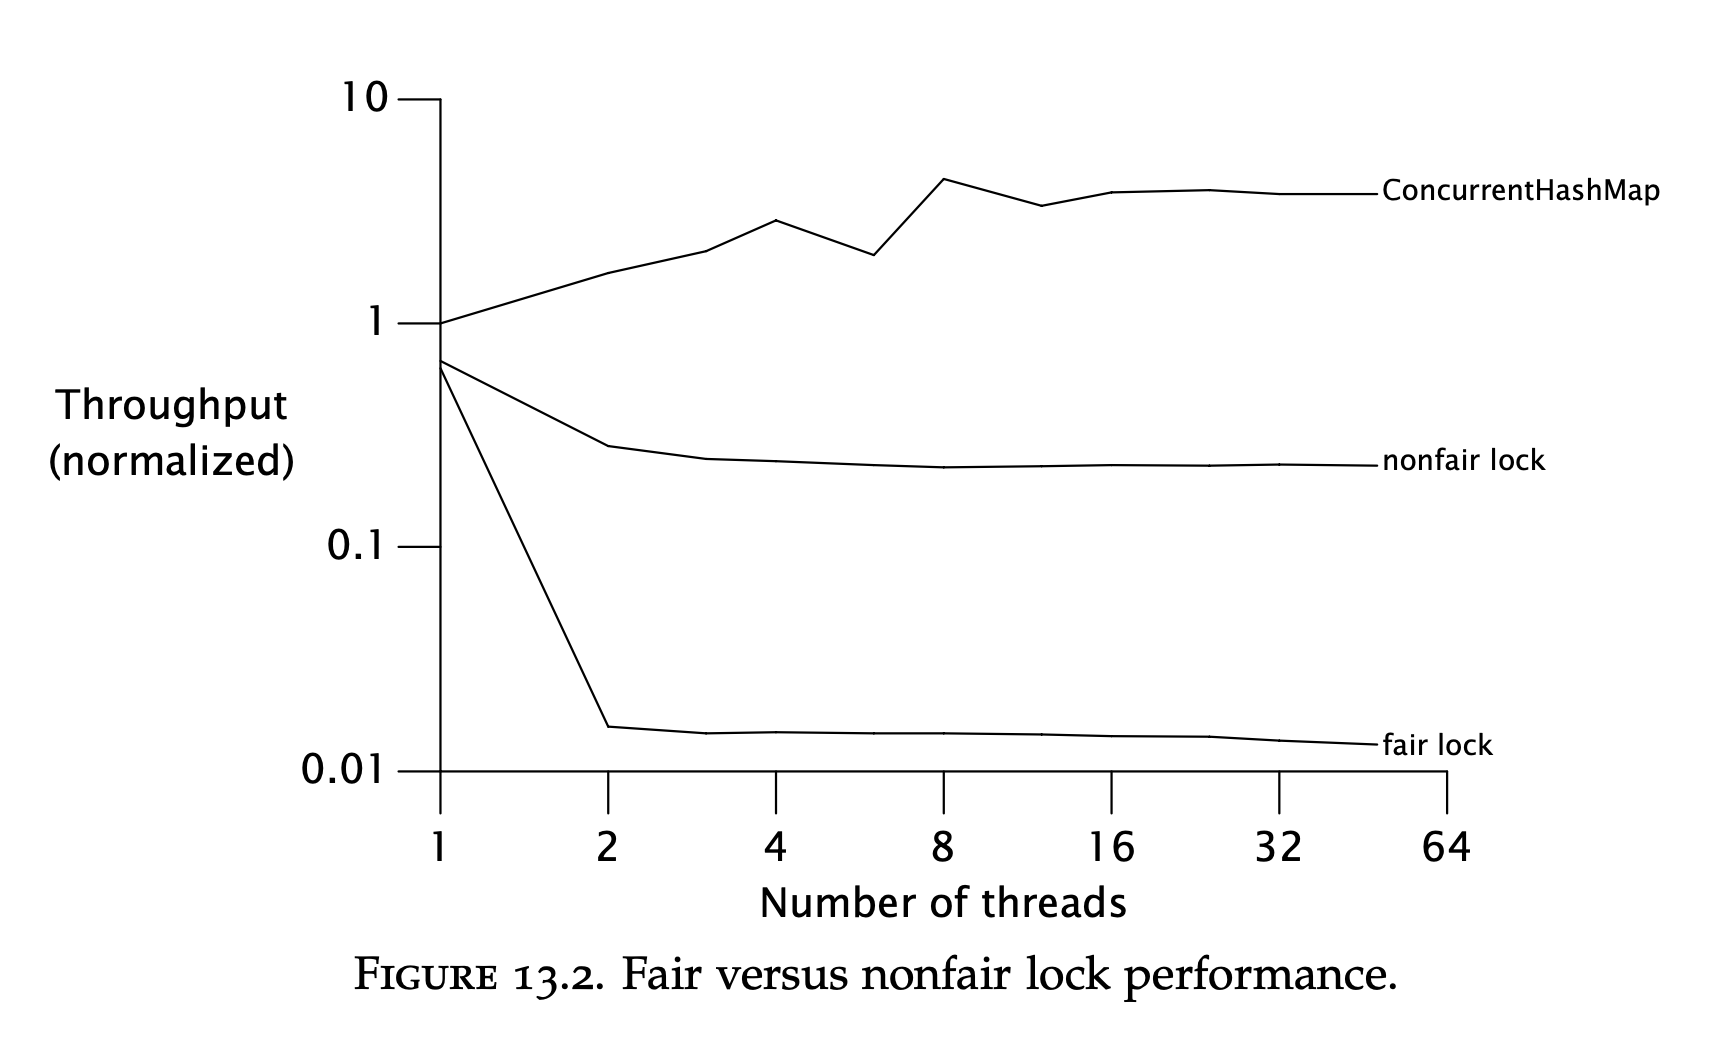 10
ConcurrentHashMap
1
Throughput
(normalized)
nonfair lock
0.1
fair lock
0.01
1 2 4 8 16 32 64
Number of threads
FIGURE 13.2. Fair versus nonfair lock performance.